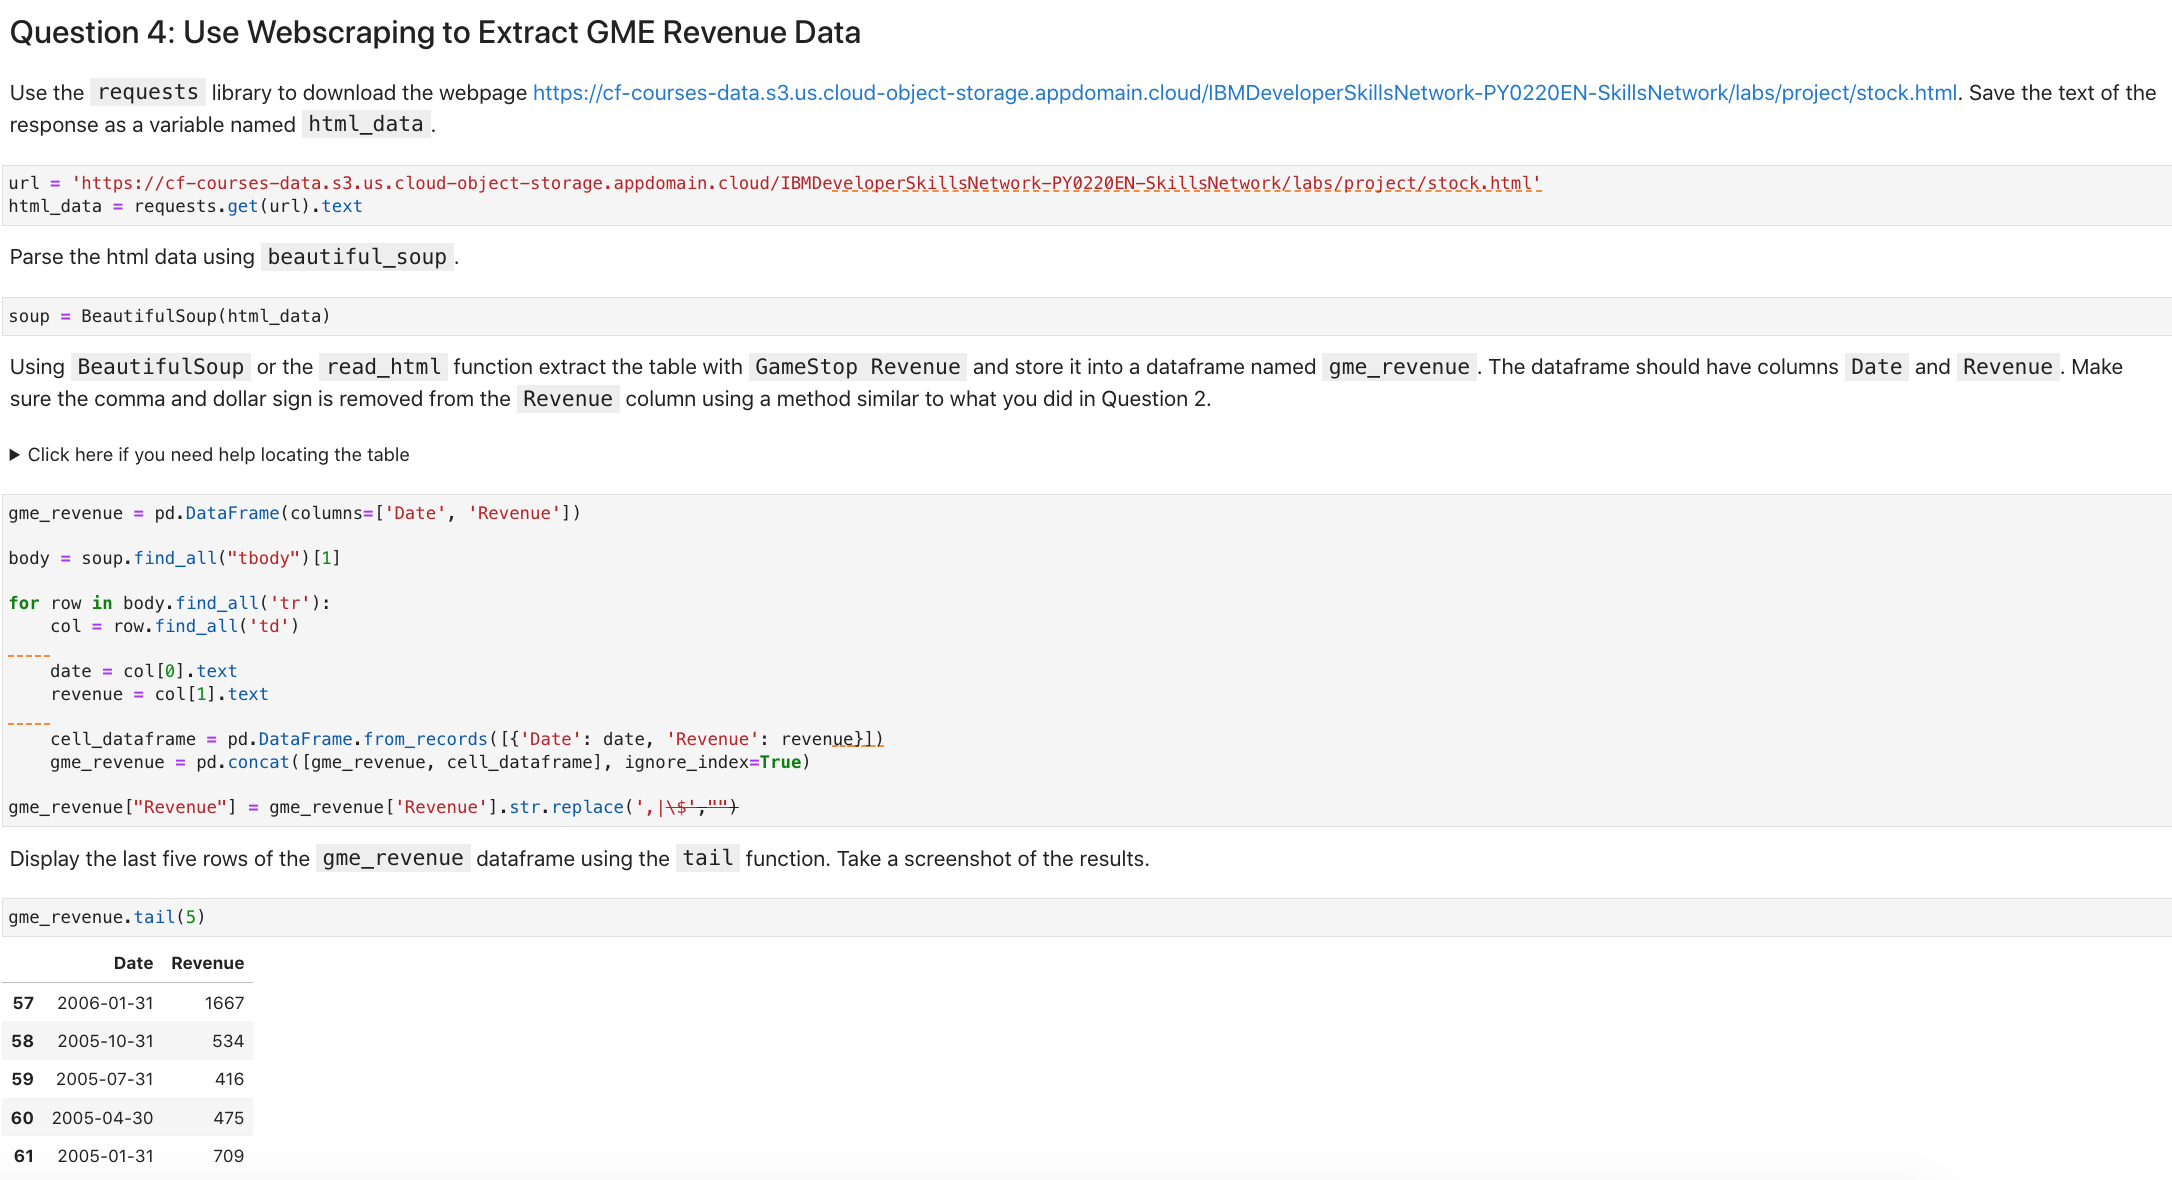 Question 4: Use Webscraping to Extract GME Revenue Data
Use the requests library to download the webpage https://cf-courses-data.s3.us.cloud-object-storage.appdomain.cloud/IBMDeveloperSkillsNetwork-PY0220EN-SkillsNetwork/labs/project/stock.html. Save the text of the
response as a variable named html_data.
url = 'https://cf-courses-data.s3.us.cloud-object-storage.appdomain.cloud/IBMDeveloperSkillsNetwork-PY0220EN-SkillsNetwork/labs/project/stock.html'
html_data = requests.get(url).text
Parse the html data using beautiful_soup.
soup = BeautifulSoup(html_data)
Using BeautifulSoup or the read_html function extract the table with GameStop Revenue and store it into a dataframe named gme_revenue. The dataframe should have columns Date and Revenue. Make
sure the comma and dollar sign is removed from the Revenue column using a method similar to what you did in Question 2.
▶ Click here if you need help locating the table
gme_revenue = pd.DataFrame(columns=['Date', 'Revenue'])
body = soup.find_all("tbody")[1]
for row in body.find_all('tr'):
    col = row.find_all('td')
    date = col[0].text
    revenue = col[1].text
    cell_dataframe = pd.DataFrame.from_records([{'Date': date, 'Revenue': revenue}])
    gme_revenue = pd.concat([gme_revenue, cell_dataframe], ignore_index=True)
gme_revenue["Revenue"] = gme_revenue['Revenue'].str.replace(',|\$',"")
Display the last five rows of the gme_revenue dataframe using the tail function. Take a screenshot of the results.
gme_revenue.tail(5)
Date Revenue
57 2006-01-31 1667
58 2005-10-31 534
59 2005-07-31 416
60 2005-04-30 475
61 2005-01-31 709